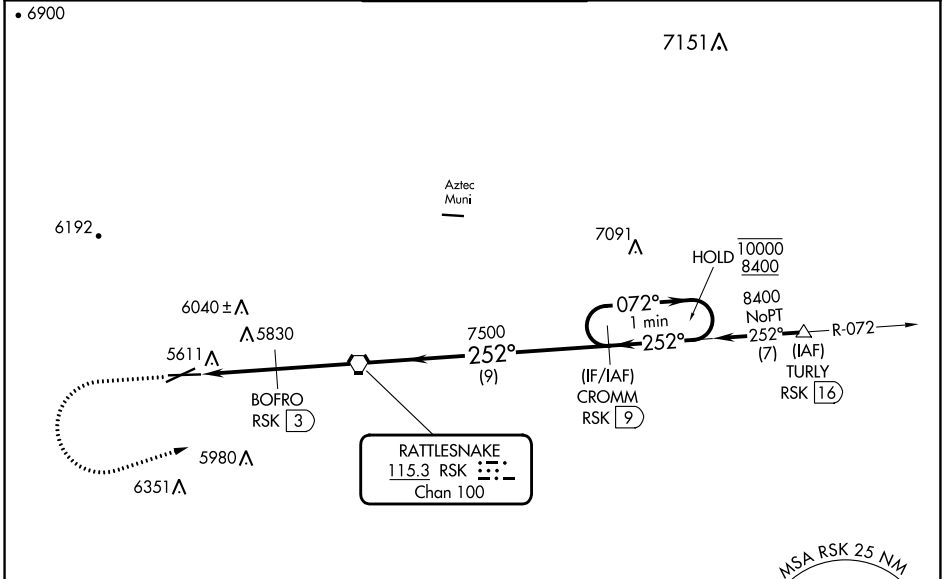 6900
7151
Aztec
Muni
6192
7091
HOLD
10000
8400
6040 ±
072°
1 min
8400
NoPT
5830
7500
252°
252°
R-072
5611
252°
(9)
(7)
(IAF)
TURLY
RSK 16
(IF/IAF)
CROMM
RSK 9
BOFRO
RSK 3
5980
6351
RATTLESNAKE
115.3 RSK
Chan 100
MSA RSK 25 NM